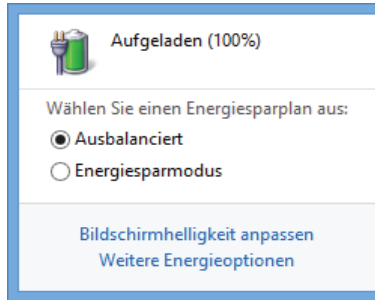 Aufgeladen (100%)
Wählen Sie einen Energiesparplan aus:
Ausbalanciert
Energiesparmodus
Bildschirmhelligkeit anpassen
Weitere Energieoptionen